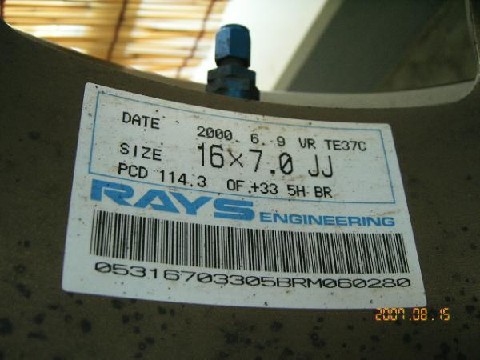 DATE 2000. 6. 9 VR TE37C
SIZE 16×7.0 JJ
PCD 114.3 OF.+33 5H-BR
RAYS ENGINEERING
05316703305BRM060280
2007.08.15